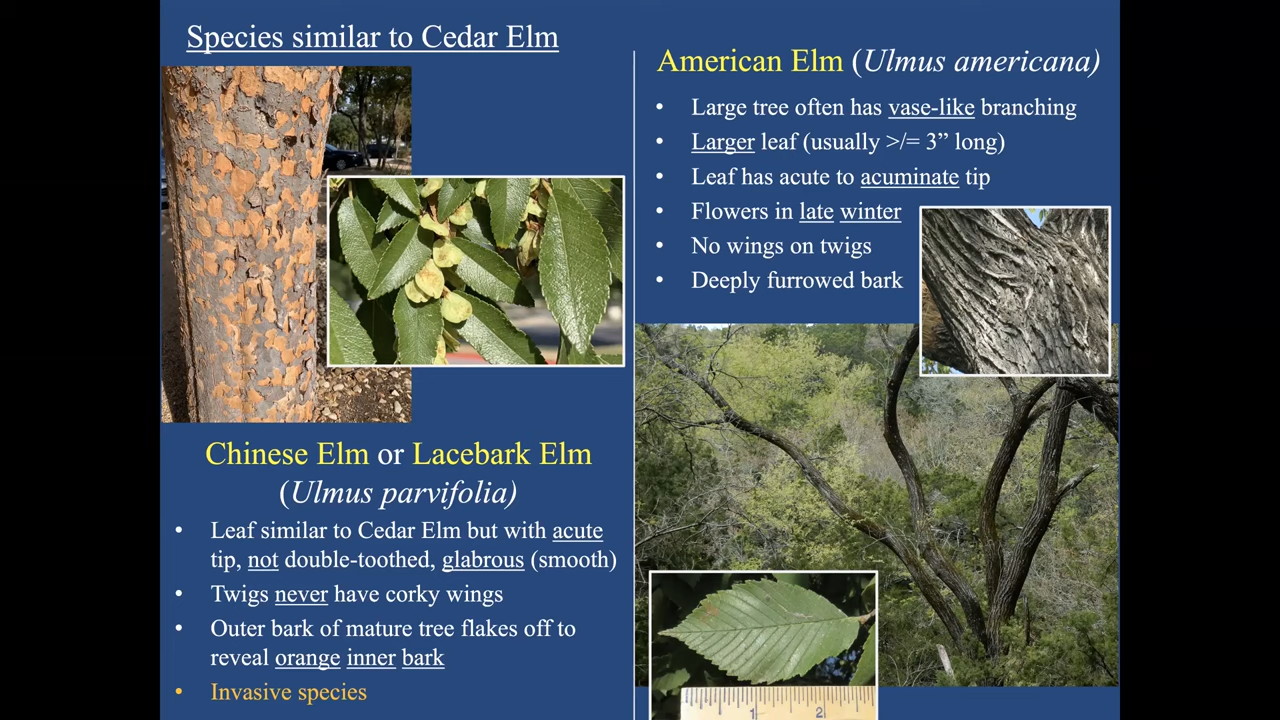 Species similar to Cedar Elm
Chinese Elm or Lacebark Elm
(Ulmus parvifolia)
• Leaf similar to Cedar Elm but with acute
tip, not double-toothed, glabrous (smooth)
• Twigs never have corky wings
• Outer bark of mature tree flakes off to
reveal orange inner bark
• Invasive species
American Elm (Ulmus americana)
• Large tree often has vase-like branching
• Larger leaf (usually >/= 3” long)
• Leaf has acute to acuminate tip
• Flowers in late winter
• No wings on twigs
• Deeply furrowed bark
1 2